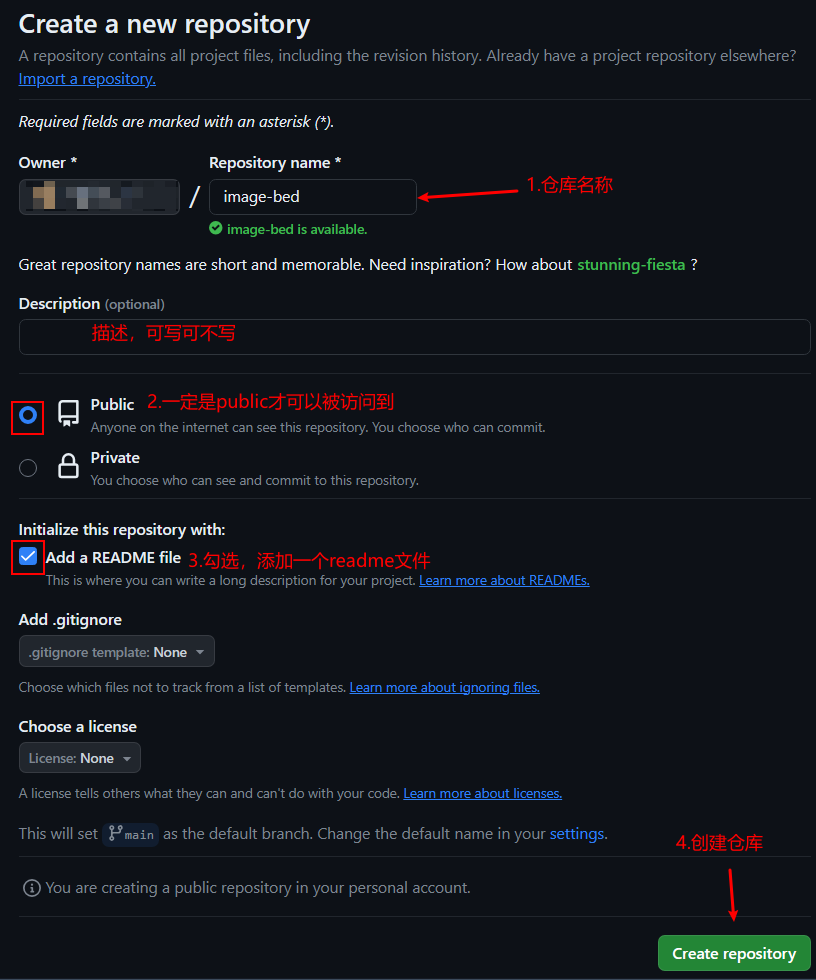 Create a new repository
A repository contains all project files, including the revision history. Already have a project repository elsewhere?
Import a repository.
Required fields are marked with an asterisk (*).
Owner *
Repository name *
/
image-bed
1.仓库名称
image-bed is available.
Great repository names are short and memorable. Need inspiration? How about stunning-fiesta ?
Description (optional)
描述，可写可不写
Public 2.一定是public才可以被访问到
Anyone on the internet can see this repository. You choose who can commit.
Private
You choose who can see and commit to this repository.
Initialize this repository with:
Add a README file 3.勾选，添加一个readme文件
This is where you can write a long description for your project. Learn more about READMEs.
Add .gitignore
.gitignore template: None
Choose which files not to track from a list of templates. Learn more about ignoring files.
Choose a license
License: None
A license tells others what they can and can't do with your code. Learn more about licenses.
This will set main as the default branch. Change the default name in your settings.
4.创建仓库
You are creating a public repository in your personal account.
Create repository